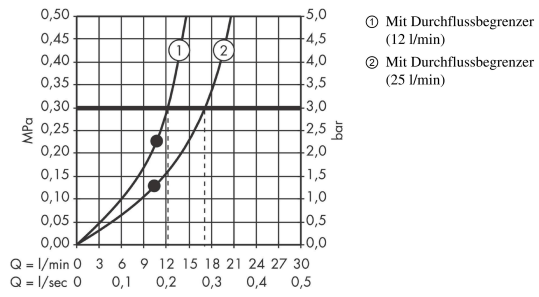 0,50 5,0
0,45 4,5
0,40 4,0
0,35 3,5
0,30 3,0
0,25 2,5
0,20 2,0
0,15 1,5
0,10 1,0
0,05 0,5
0,00 0,0
MPa
bar
① ②
Q = l/min 0 3 6 9 12 15 18 21 24 27 30
Q = l/sec 0 0,1 0,2 0,3 0,4 0,5
① Mit Durchflussbegrenzer
(12 l/min)
② Mit Durchflussbegrenzer
(25 l/min)